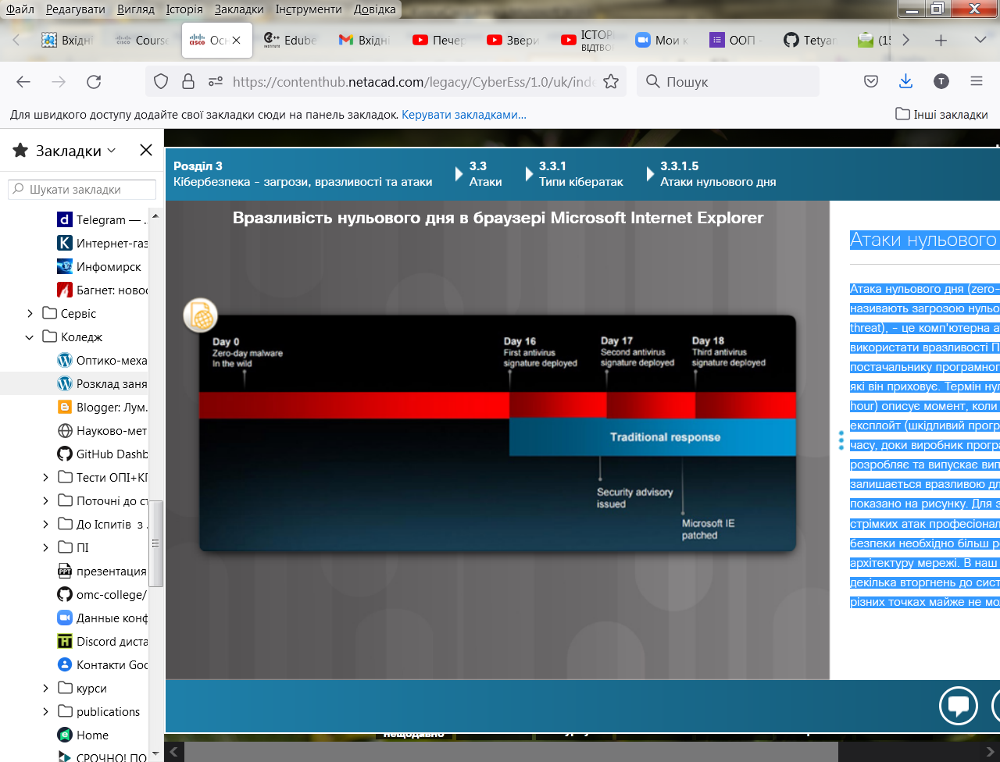 Файл Редагувати Вигляд Історія Закладки Інструменти Довідка
Вхідні Course Осн Edube Вхідні Печер Звери ІСТОР Мои к ООП - Tetyan (15
ВІДТВОР
https://contenthub.netacad.com/legacy/CyberEss/1.0/uk/inde Пошук
Для швидкого доступу додайте свої закладки сюди на панель закладок. Керувати закладками... Інші закладки
Закладки
Шукати закладки
Telegram — ..
Интернет-газ
Инфомирск
Багнет: новос
Сервіс
Коледж
Оптико-меха
Розклад заня
Blogger: Лум..
Науково-мет
GitHub Dashb
Тести ОПІ+КГ
Поточні до ст
До Іспитів з ..
ПІ
презентация
omc-college/
Данные конф
Discord диста
Контакти Goo
курси
publications
Home
СРОЧНО! ПО
Розділ 3
Кібербезпека - загрози, вразливості та атаки
3.3
Атаки
3.3.1
Типи кібератак
3.3.1.5
Атаки нульового дня
Вразливість нульового дня в браузері Microsoft Internet Explorer
Day 0
Zero-day malware
In the wild
Day 16
First antivirus
signature deployed
Day 17
Second antivirus
signature deployed
Day 18
Third antivirus
signature deployed
Traditional response
Security advisory
issued
Microsoft IE
patched
Атаки нульового
Атака нульового дня (zero-
називають загрозою нульо
threat), - це комп'ютерна а
використати вразливості П
постачальнику програмног
які він приховує. Термін нул
hour) описує момент, коли
експлойт (шкідливий прогр
часу, доки виробник програ
розробляє та випускає вип
залишається вразливою дл
показано на рисунку. Для з
стрімких атак професіонал
безпеки необхідно більш ро
архітектуру мережі. В наш
декілька вторгнень до сист
різних точках майже не мо
нещодавно